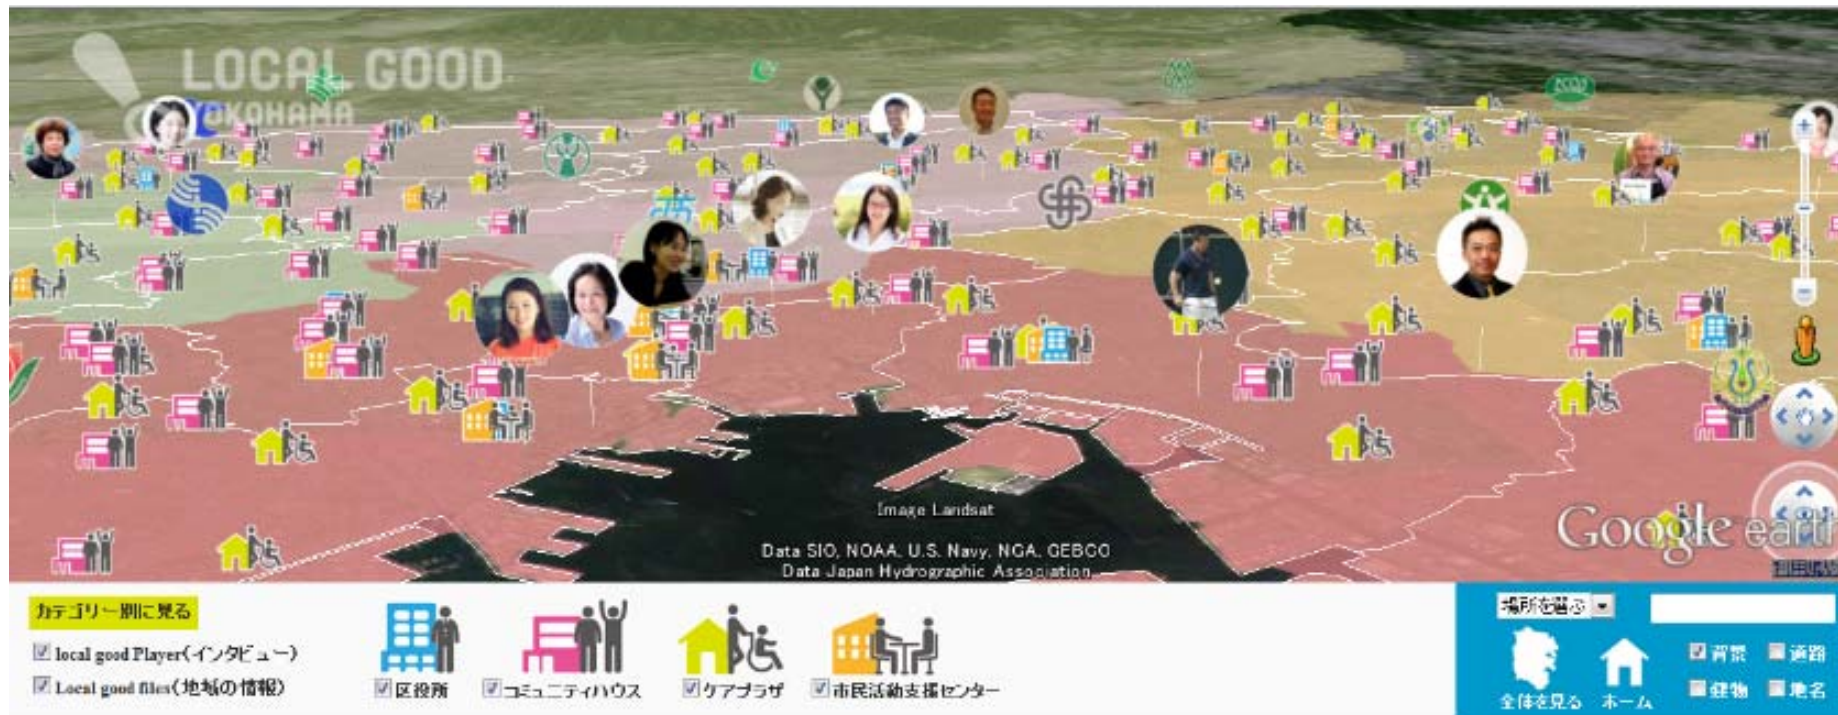 LOCAL GOOD
YOKOHAMA
Image Landsat
Data SIO, NOAA, U.S. Navy, NGA, GEBCO
Data Japan Hydrographic Association
Google earth
カテゴリー別に見る
local good Player(インタビュー)
Local good files(地域の情報)
区役所
コミュニティハウス
ケアプラザ
市民活動支援センター
場所を選ぶ
全体を見る
ホーム
背景
道路
建物
地名